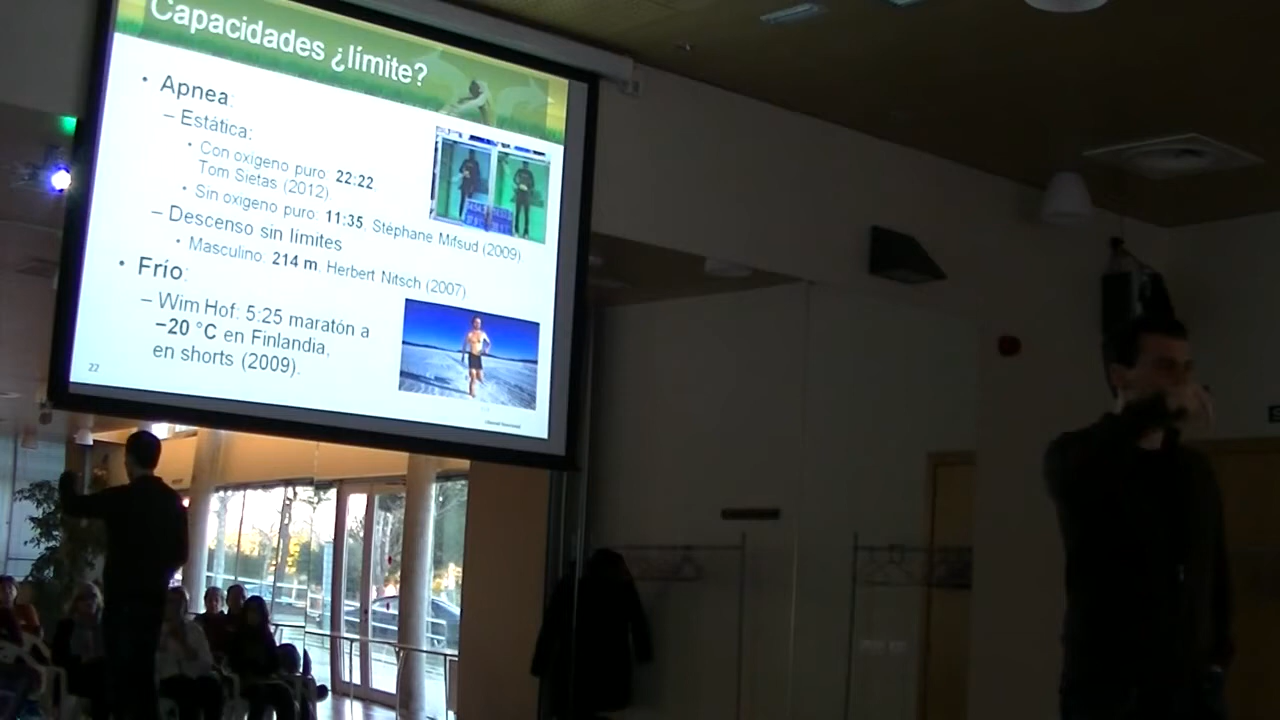 Capacidades ¿límite?
• Apnea:
– Estática:
• Con oxígeno puro: 22:22
Tom Sietas (2012).
• Sin oxígeno puro: 11:35, Stéphane Mifsud (2009)
– Descenso sin límites
• Masculino: 214 m, Herbert Nitsch (2007)
• Frío:
– Wim Hof: 5:25 maratón a
−20 °C en Finlandia,
en shorts (2009).
22